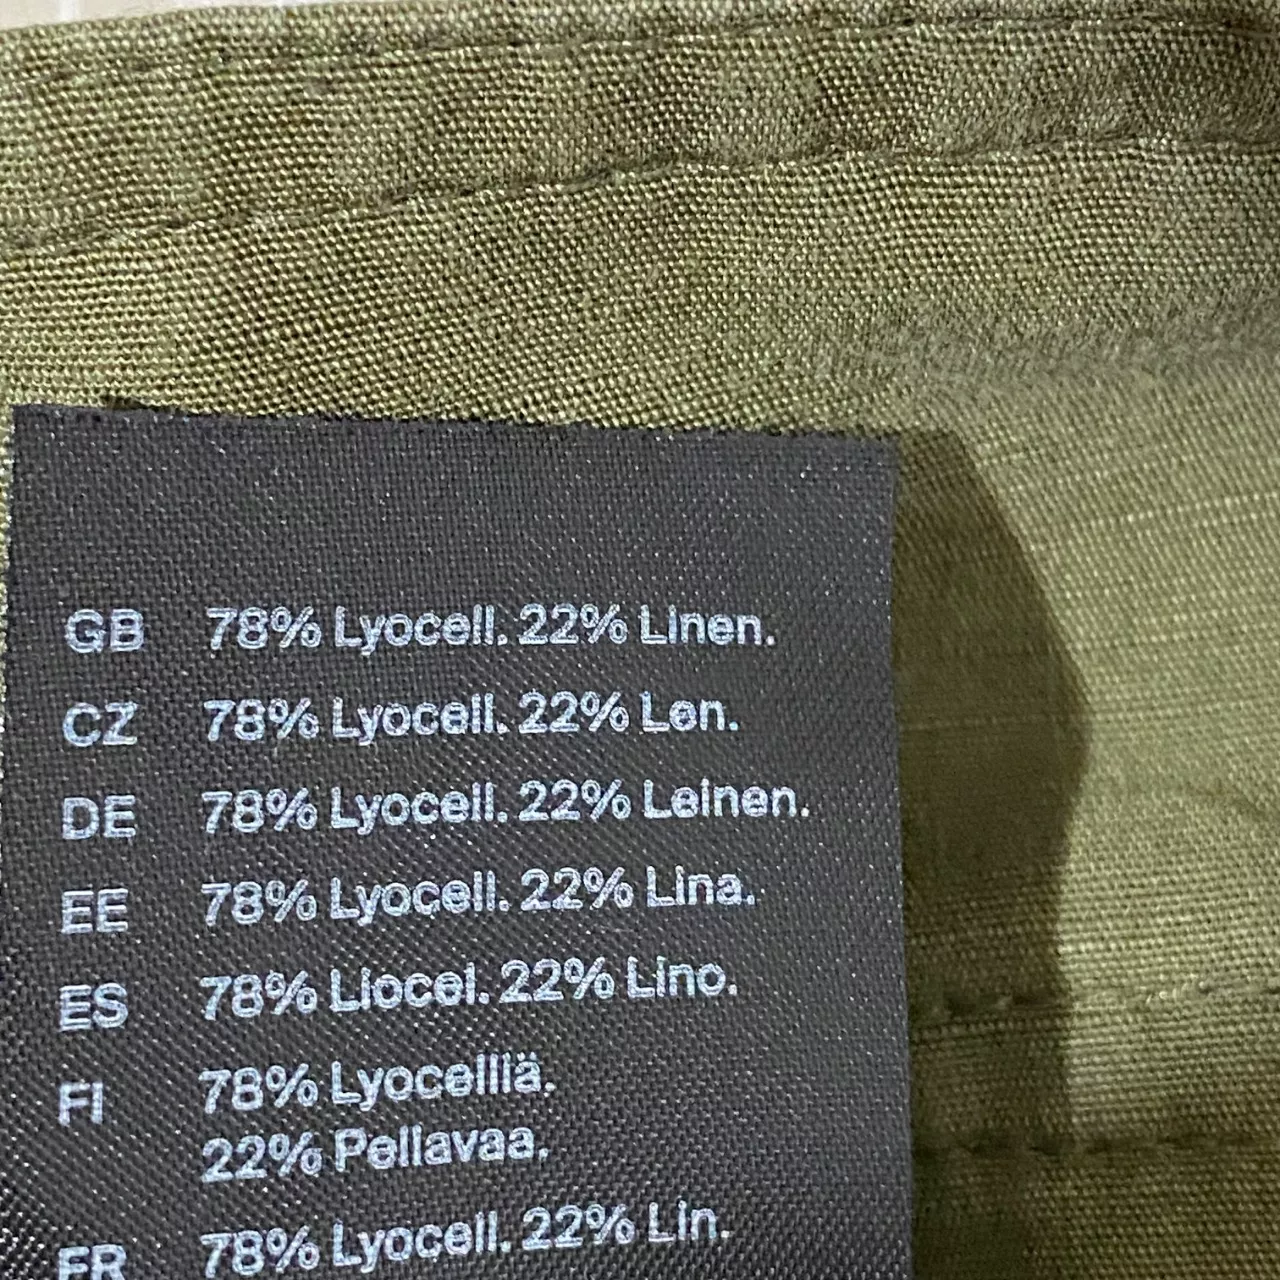 GB 78% Lyocell. 22% Linen.
CZ 78% Lyocell. 22% Len.
DE 78% Lyocell. 22% Leinen.
EE 78% Lyocell. 22% Lina.
ES 78% Liocel. 22% Lino.
FI 78% Lyocelliä.
22% Pellavaa.
FR 78% Lyocell. 22% Lin.